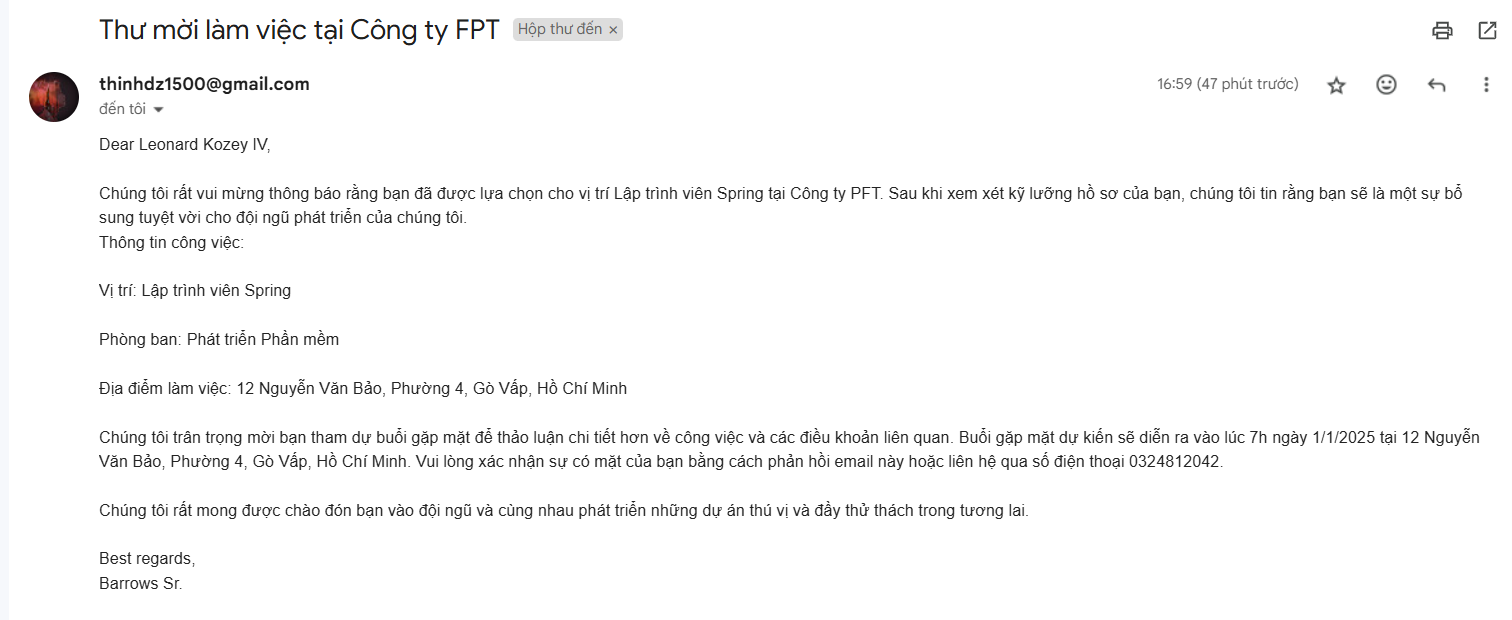 Thư mời làm việc tại Công ty FPT Hộp thư đến ×
thinhdz1500@gmail.com 16:59 (47 phút trước)
đến tôi
Dear Leonard Kozey IV,
Chúng tôi rất vui mừng thông báo rằng bạn đã được lựa chọn cho vị trí Lập trình viên Spring tại Công ty PFT. Sau khi xem xét kỹ lưỡng hồ sơ của bạn, chúng tôi tin rằng bạn sẽ là một sự bổ
sung tuyệt vời cho đội ngũ phát triển của chúng tôi.
Thông tin công việc:
Vị trí: Lập trình viên Spring
Phòng ban: Phát triển Phần mềm
Địa điểm làm việc: 12 Nguyễn Văn Bảo, Phường 4, Gò Vấp, Hồ Chí Minh
Chúng tôi trân trọng mời bạn tham dự buổi gặp mặt để thảo luận chi tiết hơn về công việc và các điều khoản liên quan. Buổi gặp mặt dự kiến sẽ diễn ra vào lúc 7h ngày 1/1/2025 tại 12 Nguyễn
Văn Bảo, Phường 4, Gò Vấp, Hồ Chí Minh. Vui lòng xác nhận sự có mặt của bạn bằng cách phản hồi email này hoặc liên hệ qua số điện thoại 0324812042.
Chúng tôi rất mong được chào đón bạn vào đội ngũ và cùng nhau phát triển những dự án thú vị và đầy thử thách trong tương lai.
Best regards,
Barrows Sr.